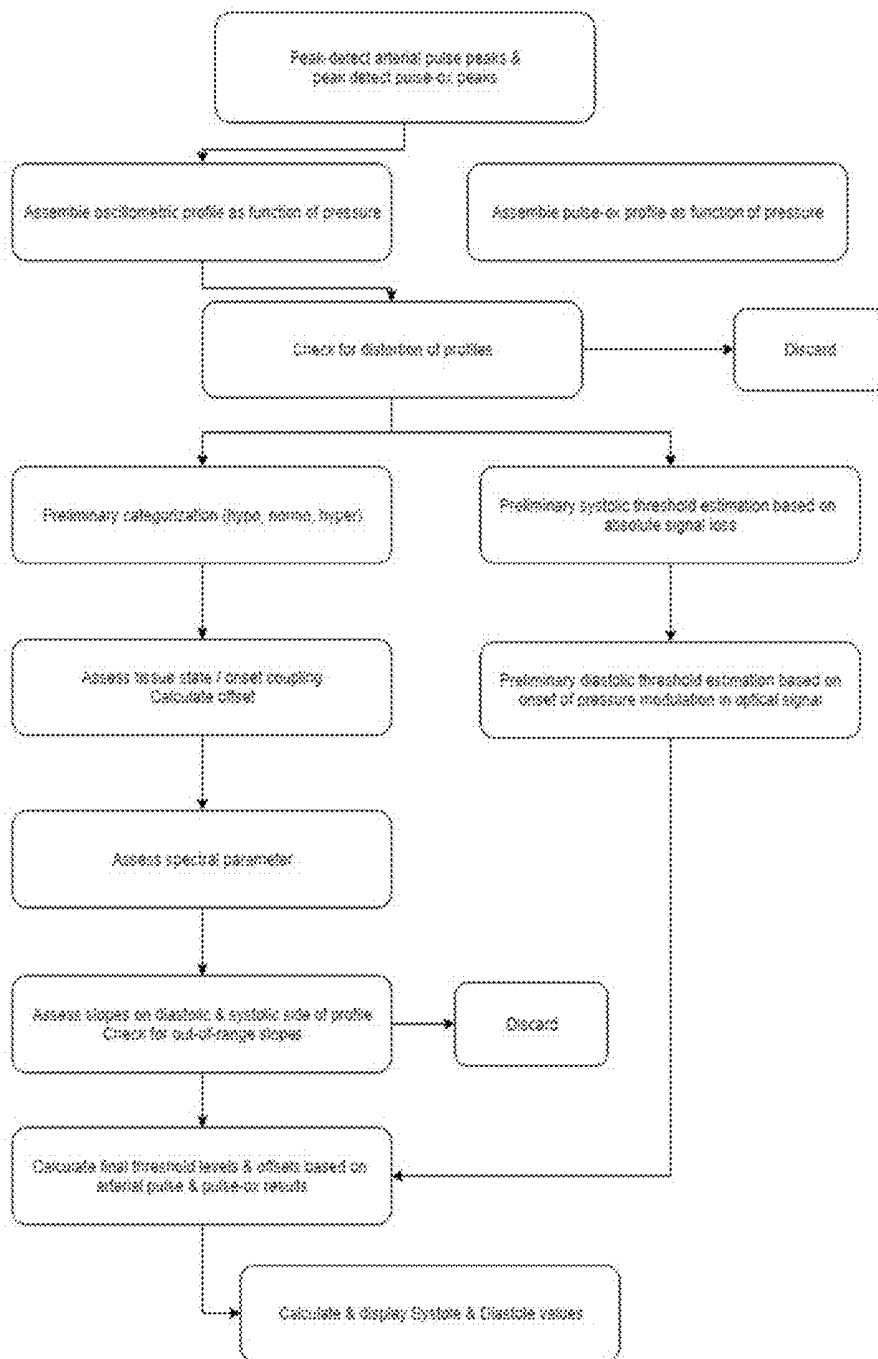 Peak detect arterial pulse peaks &
peak detect pulse-ox peaks
Assemble oscillometric profile as function of pressure
Assemble pulse-ox profile as function of pressure
Check for distortion of profiles
Discard
Preliminary categorization (hypo, normo, hyper)
Preliminary systolic threshold estimation based on
absolute signal loss
Assess tissue state / onset coupling
Calculate offset
Preliminary diastolic threshold estimation based on
onset of pressure modulation in optical signal
Assess spectral parameter
Assess slopes on diastolic & systolic side of profile
Check for out-of-range slopes
Discard
Calculate final threshold levels & offsets based on
arterial pulse & pulse-ox results
Calculate & display Systole & Diastole values